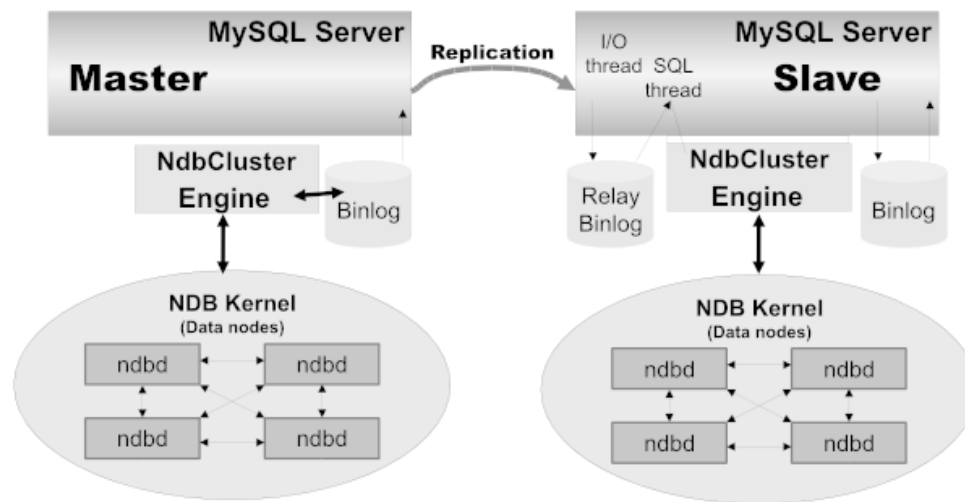 MySQL Server
Master
Replication
MySQL Server
I/O
thread
SQL
thread
Slave
NdbCluster
Engine
Binlog
Relay
Binlog
NdbCluster
Engine
Binlog
NDB Kernel
(Data nodes)
ndbd
ndbd
ndbd
ndbd
NDB Kernel
(Data nodes)
ndbd
ndbd
ndbd
ndbd